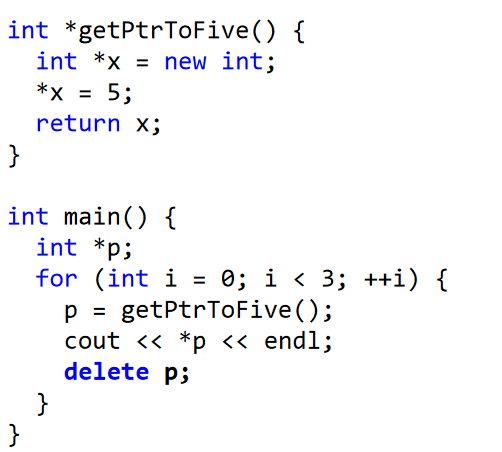 int *getPtrToFive() {
  int *x = new int;
  *x = 5;
  return x;
}

int main() {
  int *p;
  for (int i = 0; i < 3; ++i) {
    p = getPtrToFive();
    cout << *p << endl;
    delete p;
  }
}